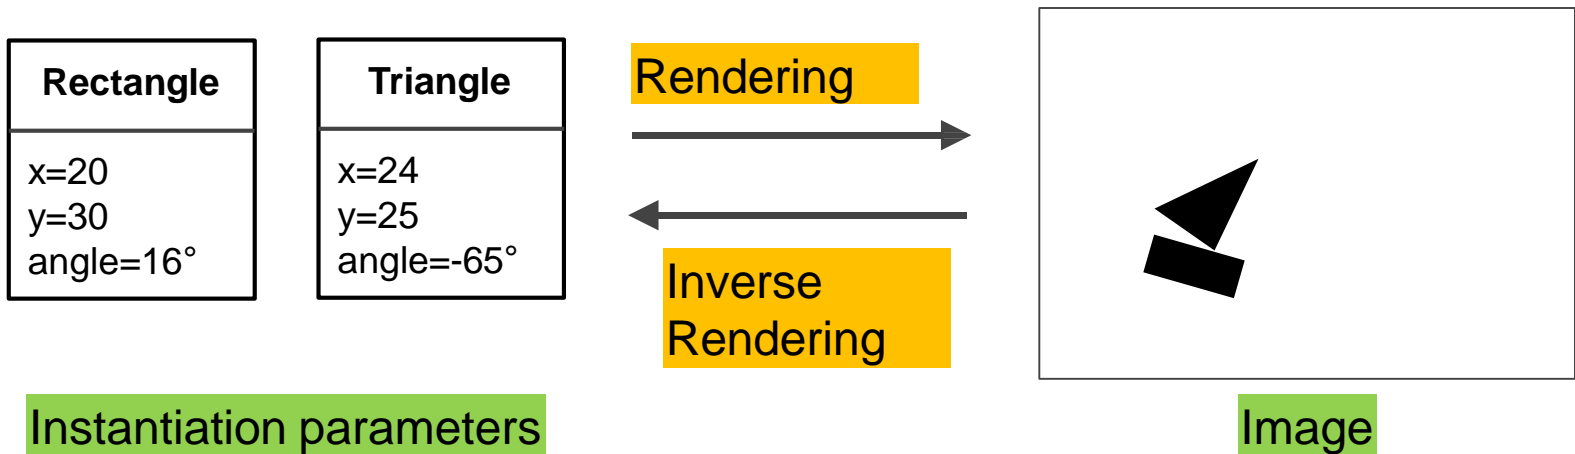 Rectangle
x=20
y=30
angle=16°
Triangle
x=24
y=25
angle=-65°
Rendering
Inverse
Rendering
Instantiation parameters
Image